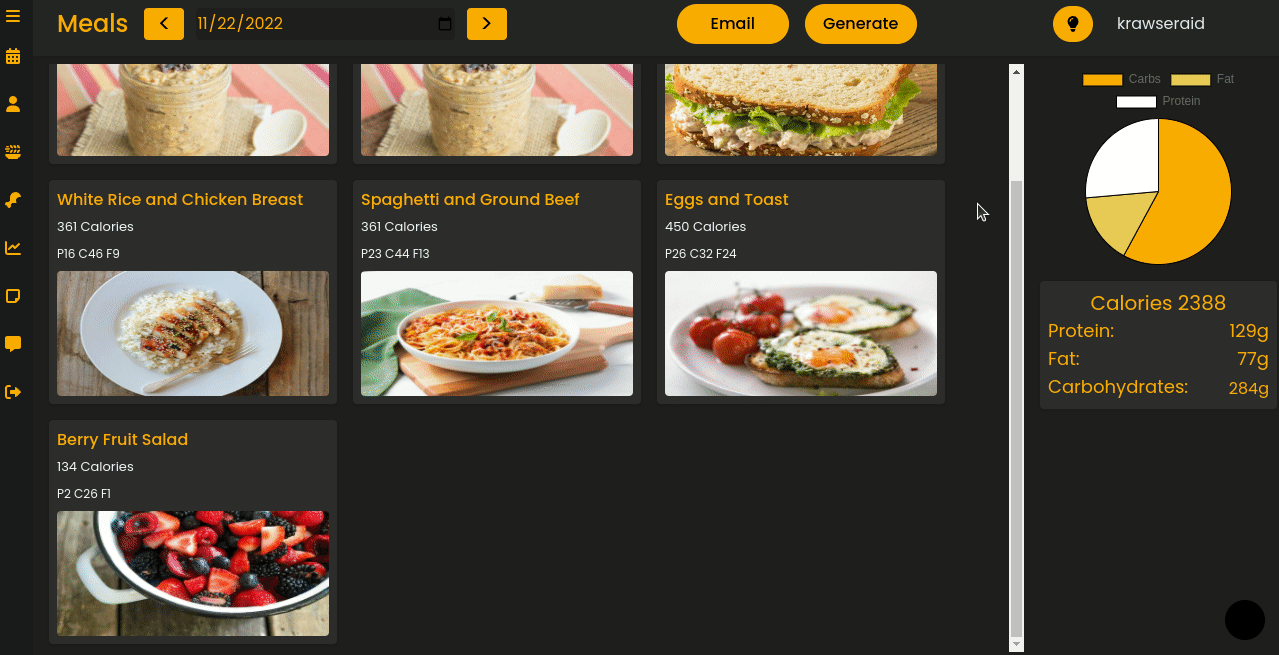 Meals
<
11/22/2022
>
Email
Generate
krawseraid
Carbs
Fat
Protein
White Rice and Chicken Breast
361 Calories
P16 C46 F9
Spaghetti and Ground Beef
361 Calories
P23 C44 F13
Eggs and Toast
450 Calories
P26 C32 F24
Berry Fruit Salad
134 Calories
P2 C26 F1
Calories 2388
Protein: 129g
Fat: 77g
Carbohydrates: 284g